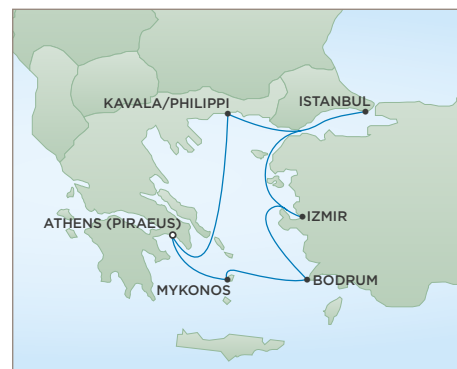 KAVALA/PHILIPPI
ISTANBUL
IZMIR
ATHENS (PIRAEUS)
MYKONOS
BODRUM